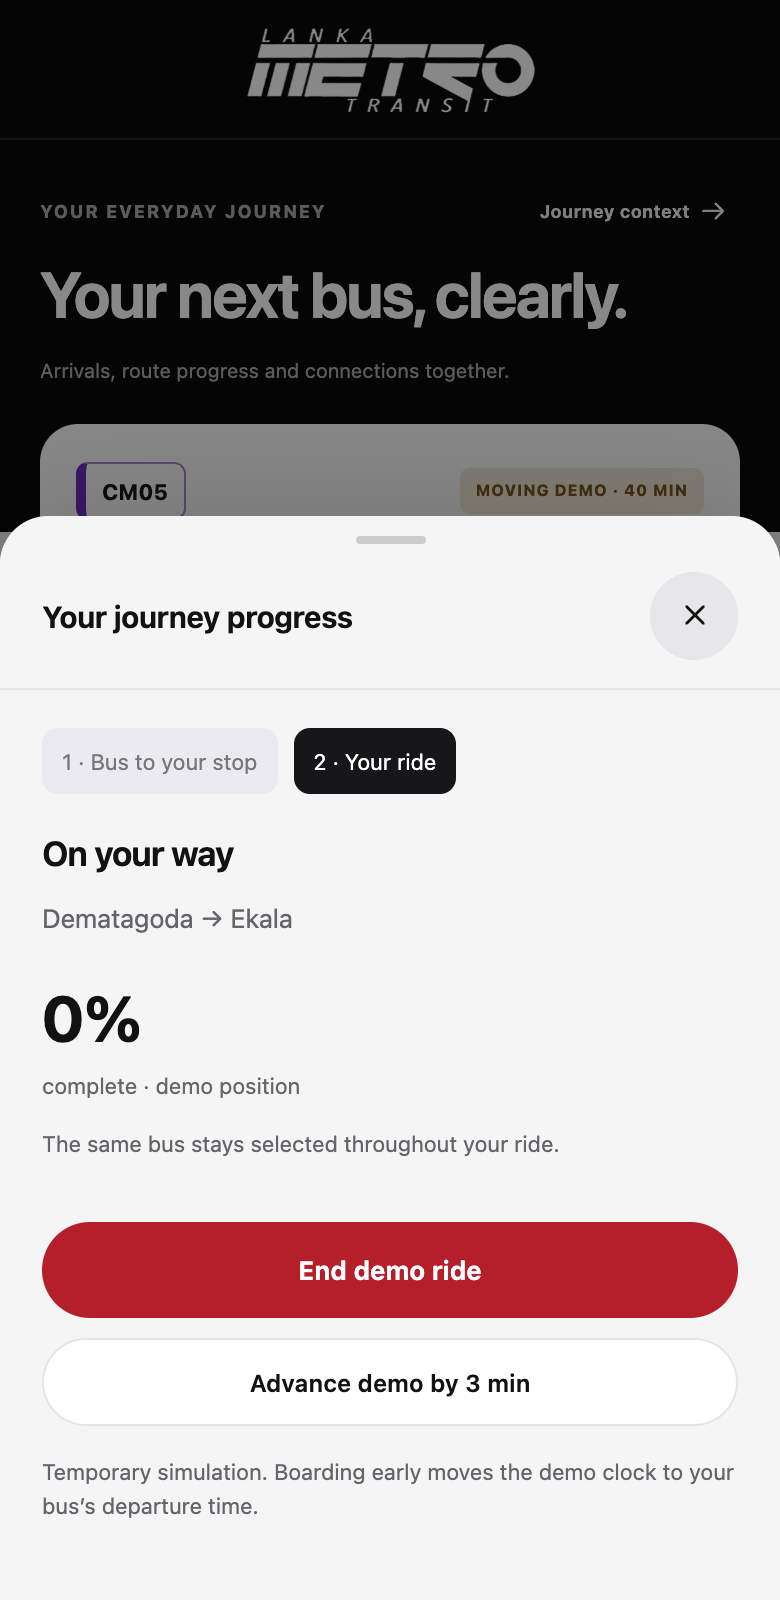 LANKA
METRO
TRANSIT
YOUR EVERYDAY JOURNEY
Journey context →
Your next bus, clearly.
Arrivals, route progress and connections together.
CM05
MOVING DEMO · 40 MIN
Your journey progress
1 · Bus to your stop
2 · Your ride
On your way
Dematagoda → Ekala
0%
complete · demo position
The same bus stays selected throughout your ride.
End demo ride
Advance demo by 3 min
Temporary simulation. Boarding early moves the demo clock to your
bus’s departure time.